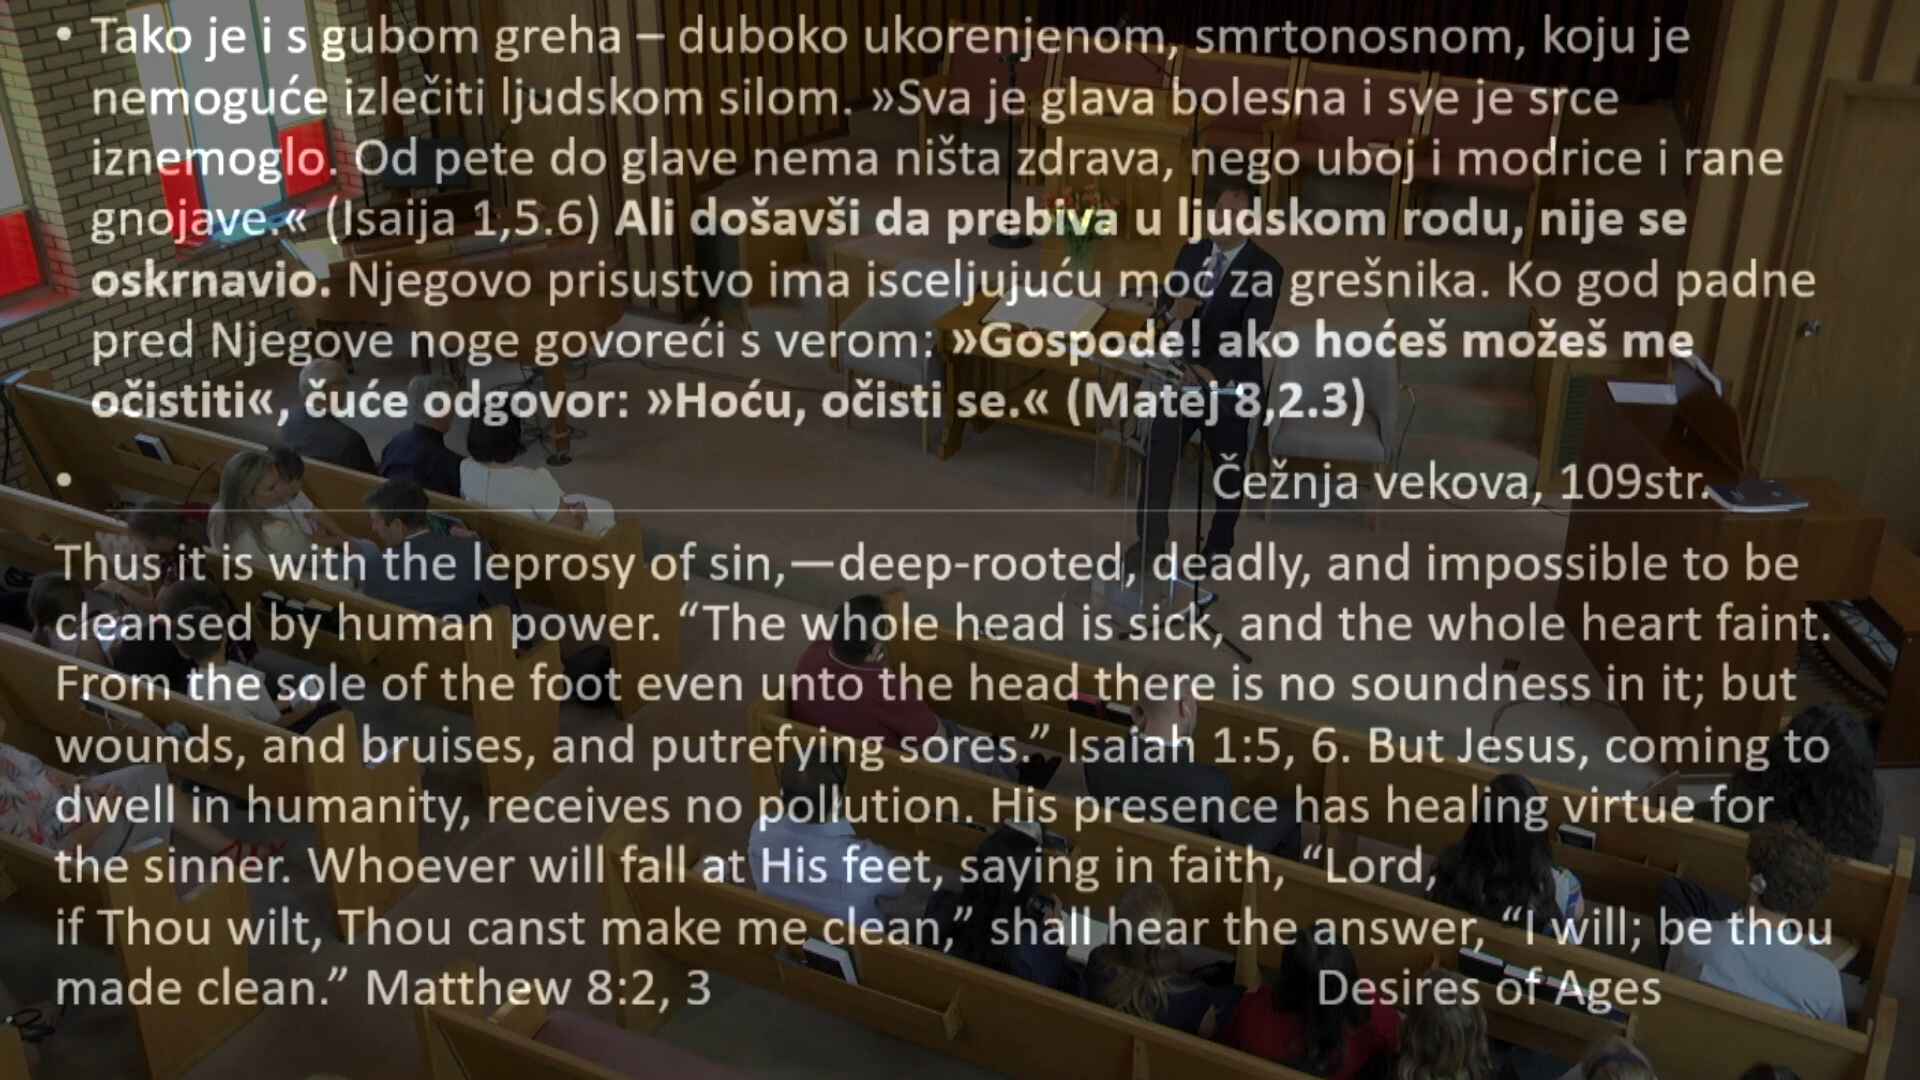 • Tako je i s gubom greha – duboko ukorenjenom, smrtonosnom, koju je
nemoguće izlečiti ljudskom silom. »Sva je glava bolesna i sve je srce
iznemoglo. Od pete do glave nema ništa zdrava, nego uboj i modrice i rane
gnojave.« (Isaija 1,5.6) Ali došavši da prebiva u ljudskom rodu, nije se
oskrnavio. Njegovo prisustvo ima isceljujuću moć za grešnika. Ko god padne
pred Njegove noge govoreći s verom: »Gospode! ako hoćeš možeš me
očistiti«, čuće odgovor: »Hoću, očisti se.« (Matej 8,2.3)
• Čežnja vekova, 109str.
Thus it is with the leprosy of sin,—deep-rooted, deadly, and impossible to be
cleansed by human power. “The whole head is sick, and the whole heart faint.
From the sole of the foot even unto the head there is no soundness in it; but
wounds, and bruises, and putrefying sores.” Isaiah 1:5, 6. But Jesus, coming to
dwell in humanity, receives no pollution. His presence has healing virtue for
the sinner. Whoever will fall at His feet, saying in faith, “Lord,
if Thou wilt, Thou canst make me clean,” shall hear the answer, “I will; be thou
made clean.” Matthew 8:2, 3 Desires of Ages